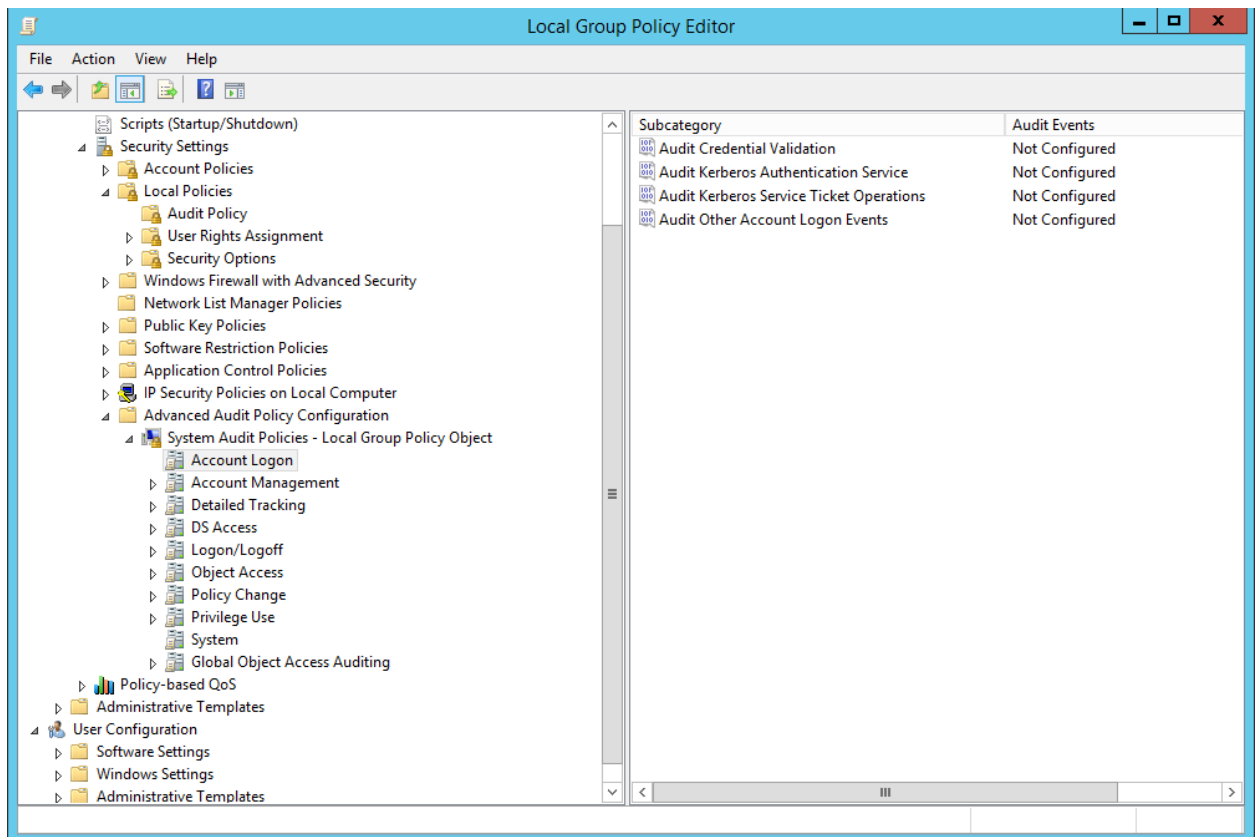 Local Group Policy Editor
File Action View Help
Scripts (Startup/Shutdown)
Security Settings
Account Policies
Local Policies
Audit Policy
User Rights Assignment
Security Options
Windows Firewall with Advanced Security
Network List Manager Policies
Public Key Policies
Software Restriction Policies
Application Control Policies
IP Security Policies on Local Computer
Advanced Audit Policy Configuration
System Audit Policies - Local Group Policy Object
Account Logon
Account Management
Detailed Tracking
DS Access
Logon/Logoff
Object Access
Policy Change
Privilege Use
System
Global Object Access Auditing
Policy-based QoS
Administrative Templates
User Configuration
Software Settings
Windows Settings
Administrative Templates
Subcategory Audit Events
Audit Credential Validation Not Configured
Audit Kerberos Authentication Service Not Configured
Audit Kerberos Service Ticket Operations Not Configured
Audit Other Account Logon Events Not Configured